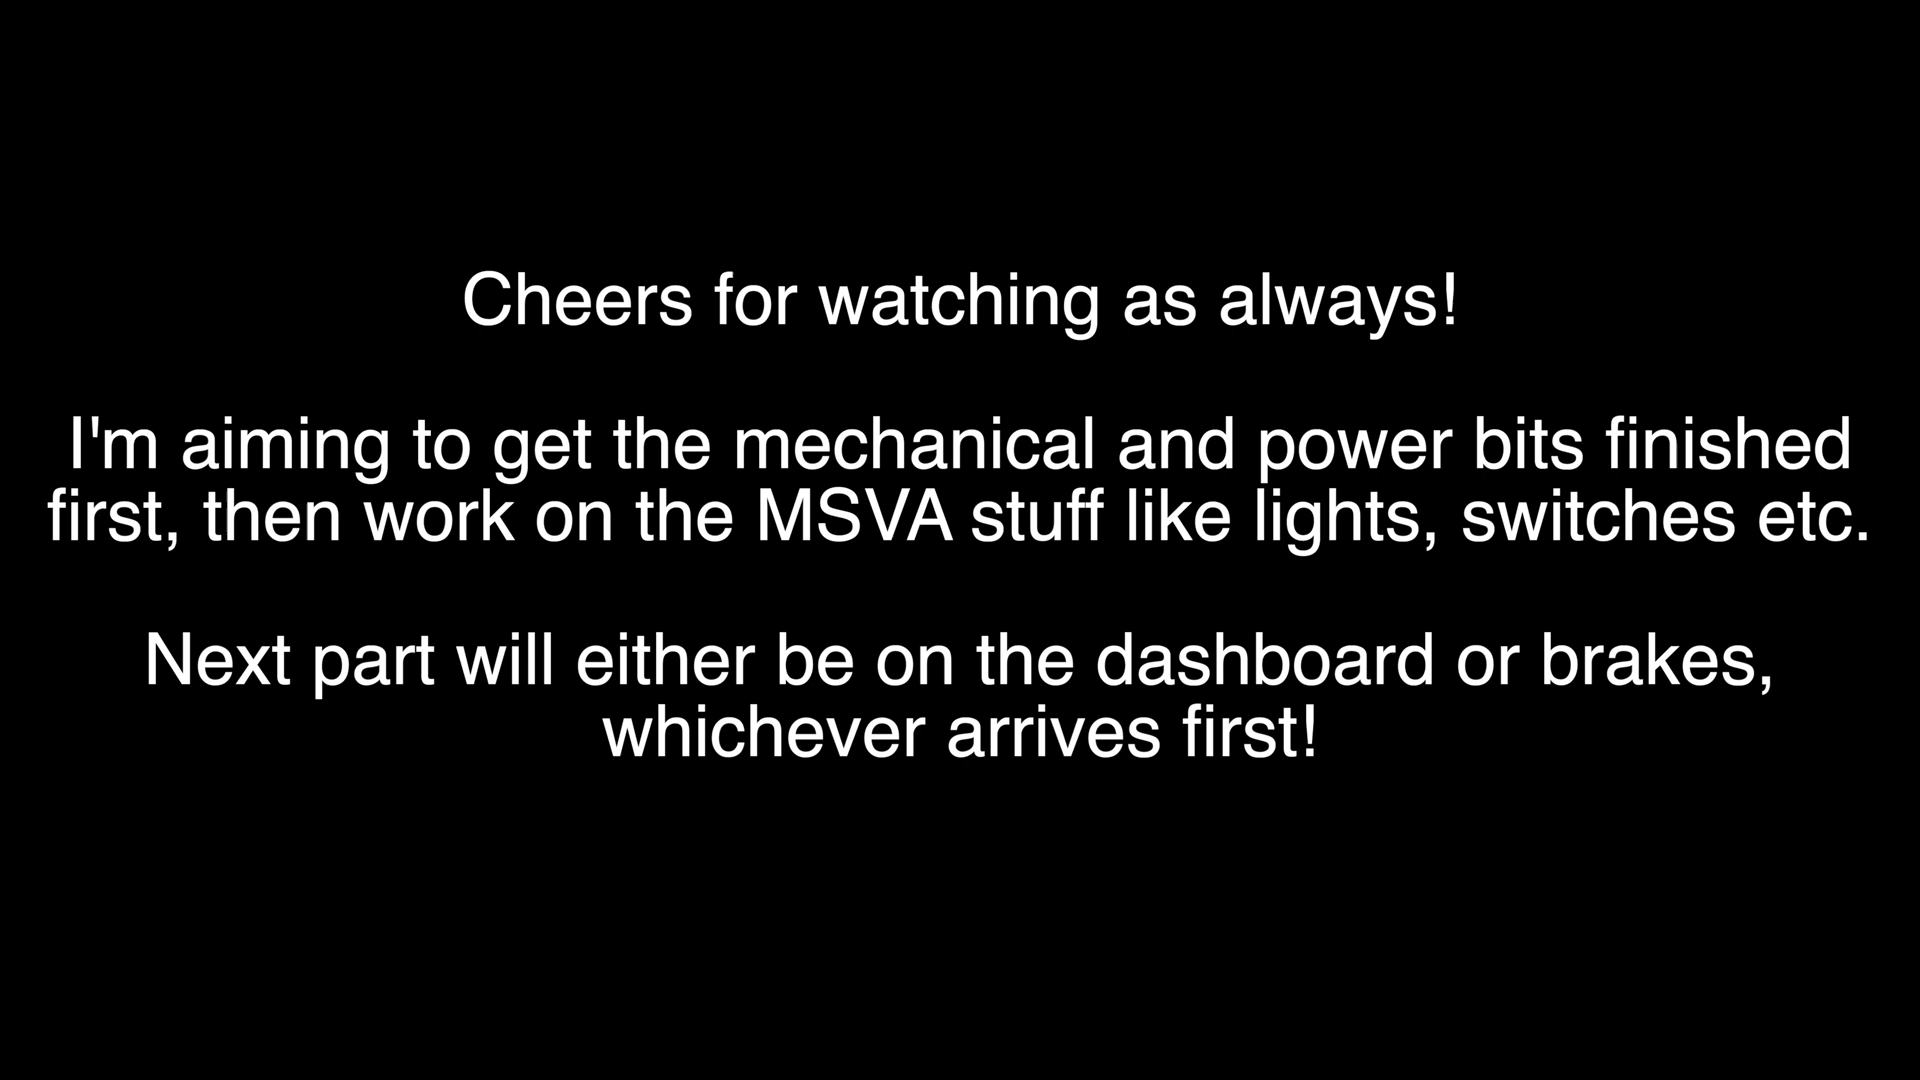 Cheers for watching as always!
I'm aiming to get the mechanical and power bits finished
first, then work on the MSVA stuff like lights, switches etc.
Next part will either be on the dashboard or brakes,
whichever arrives first!